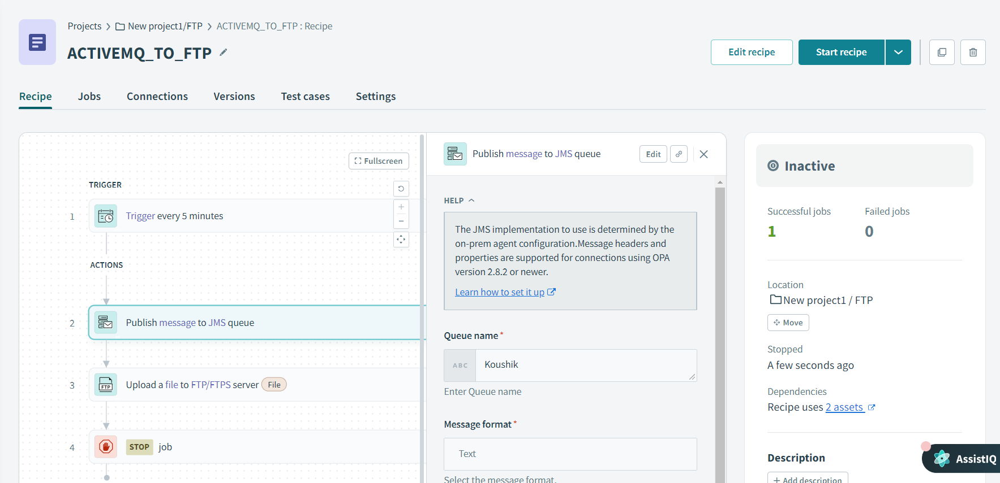 Projects > New project1/FTP > ACTIVEMQ_TO_FTP : Recipe
ACTIVEMQ_TO_FTP
Edit recipe
Start recipe
Recipe
Jobs
Connections
Versions
Test cases
Settings
Fullscreen
TRIGGER
1
Trigger every 5 minutes
ACTIONS
2
Publish message to JMS queue
3
Upload a file to FTP/FTPS server File
4
STOP job
Publish message to JMS queue
Edit
HELP
The JMS implementation to use is determined by the
on-prem agent configuration.Message headers and
properties are supported for connections using OPA
version 2.8.2 or newer.
Learn how to set it up
Queue name*
ABC
Koushik
Enter Queue name
Message format*
Text
Select the message format.
Inactive
Successful jobs
1
Failed jobs
0
Location
New project1 / FTP
Move
Stopped
A few seconds ago
Dependencies
Recipe uses 2 assets
Description
+ Add description
AssistIQ